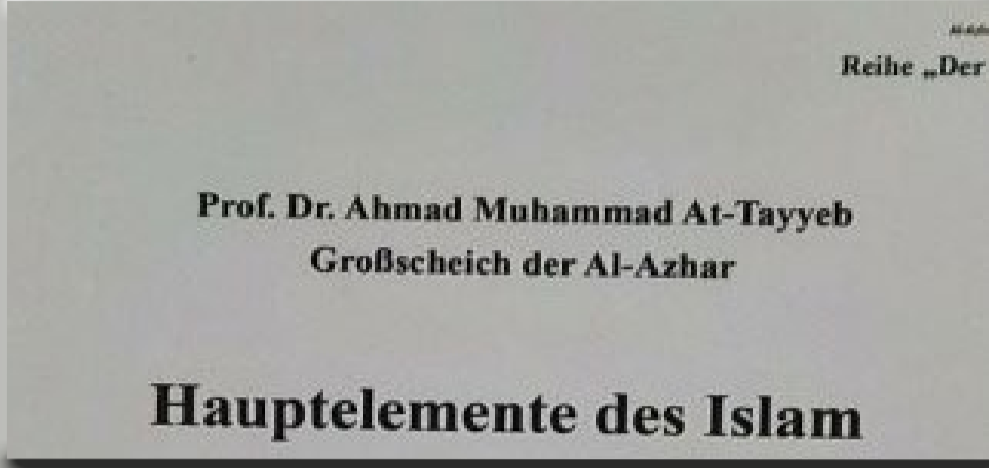 Reihe „Der
Prof. Dr. Ahmad Muhammad At-Tayyeb
Großscheich der Al-Azhar
Hauptelemente des Islam